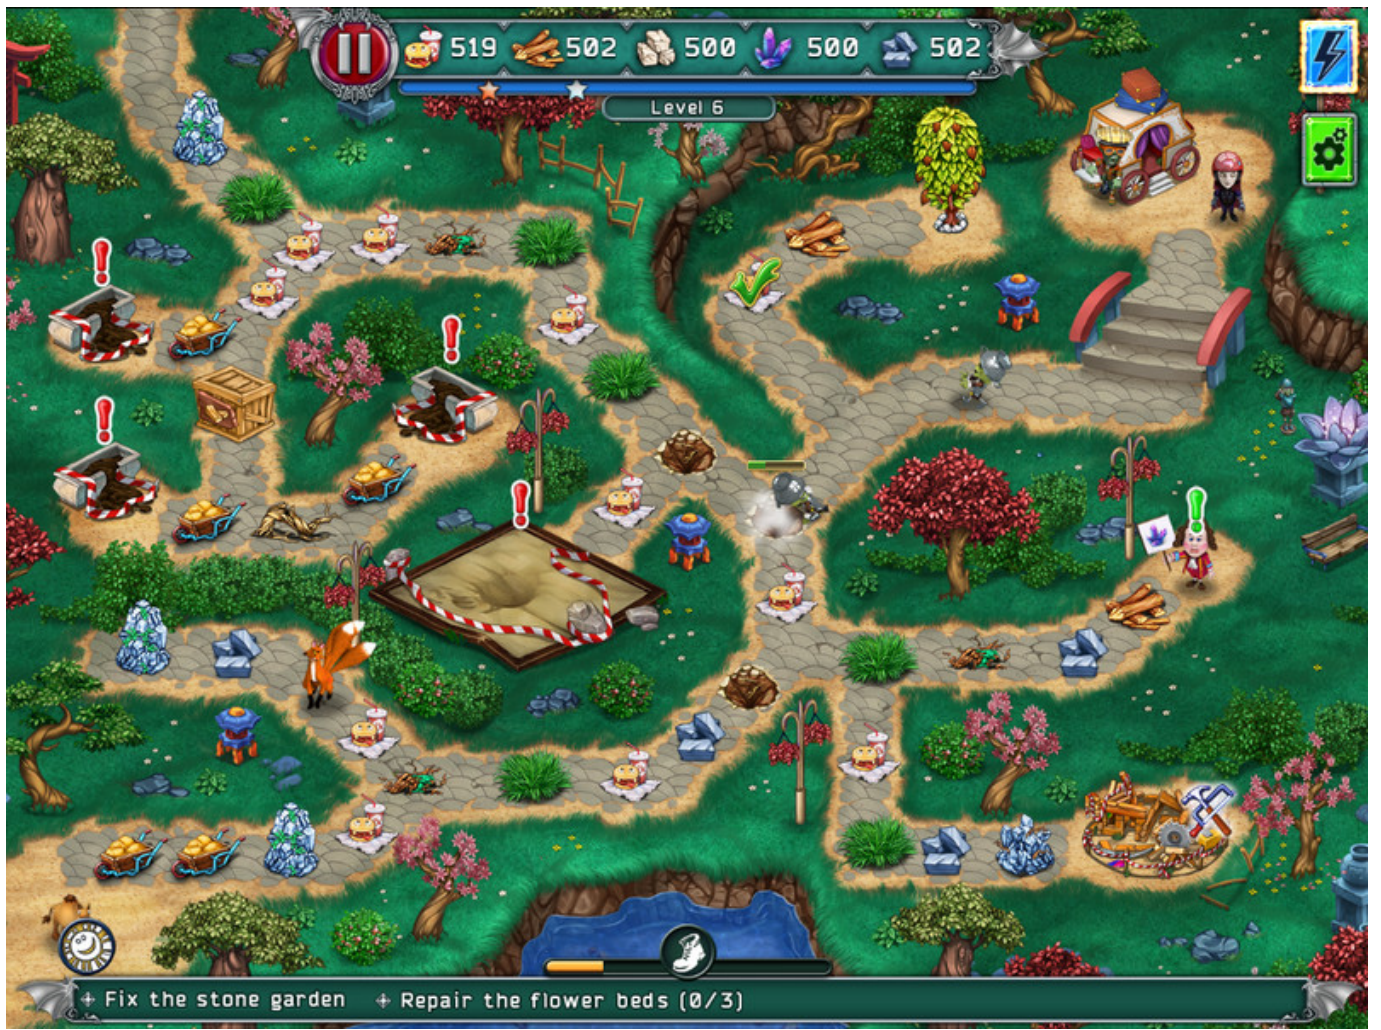 519 502 500 500 502
Level 6
Fix the stone garden Repair the flower beds (0/3)